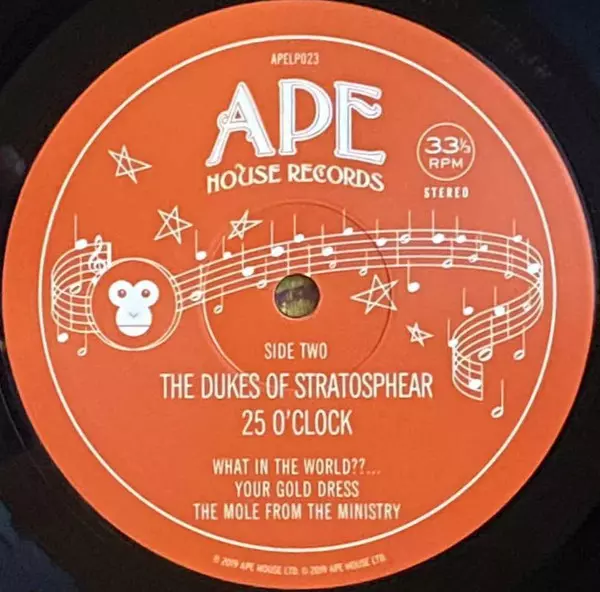 APELP023
APE
HOUSE RECORDS
33⅓
RPM
STEREO
SIDE TWO
THE DUKES OF STRATOSPHEAR
25 O'CLOCK
WHAT IN THE WORLD??...
YOUR GOLD DRESS
THE MOLE FROM THE MINISTRY
℗ 2019 APE HOUSE LTD. © 2019 APE HOUSE LTD.